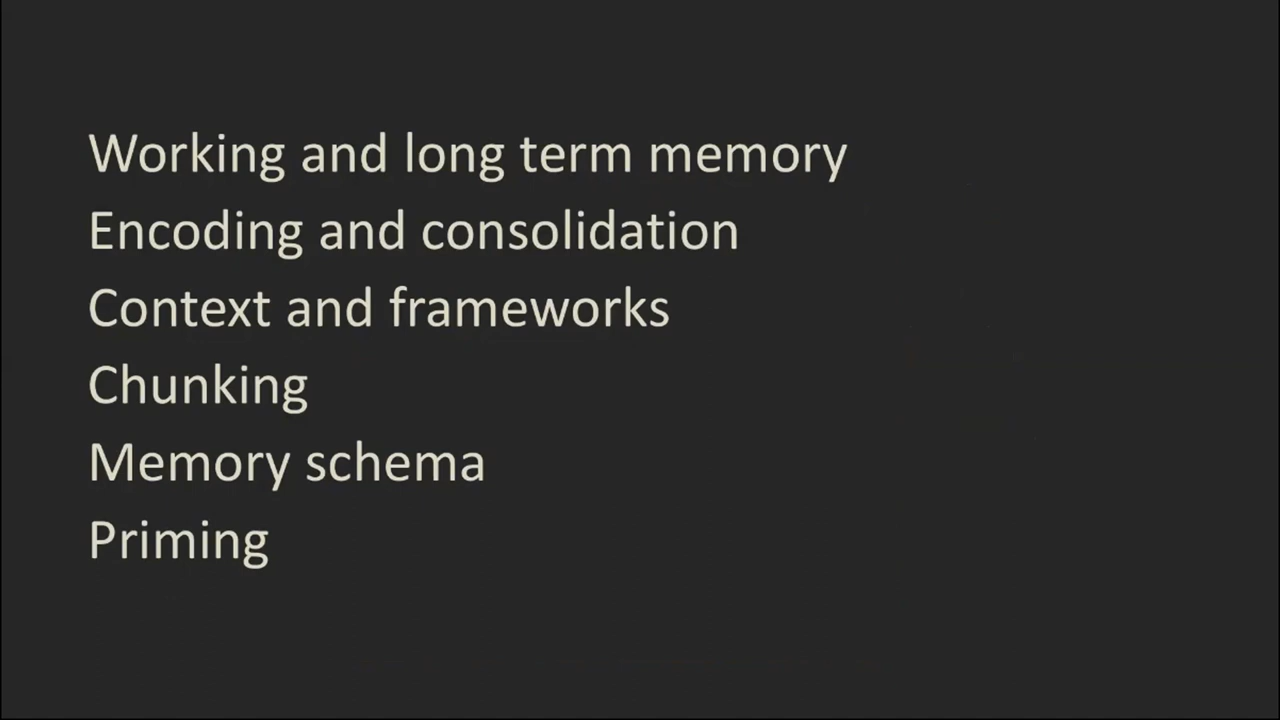 Working and long term memory
Encoding and consolidation
Context and frameworks
Chunking
Memory schema
Priming